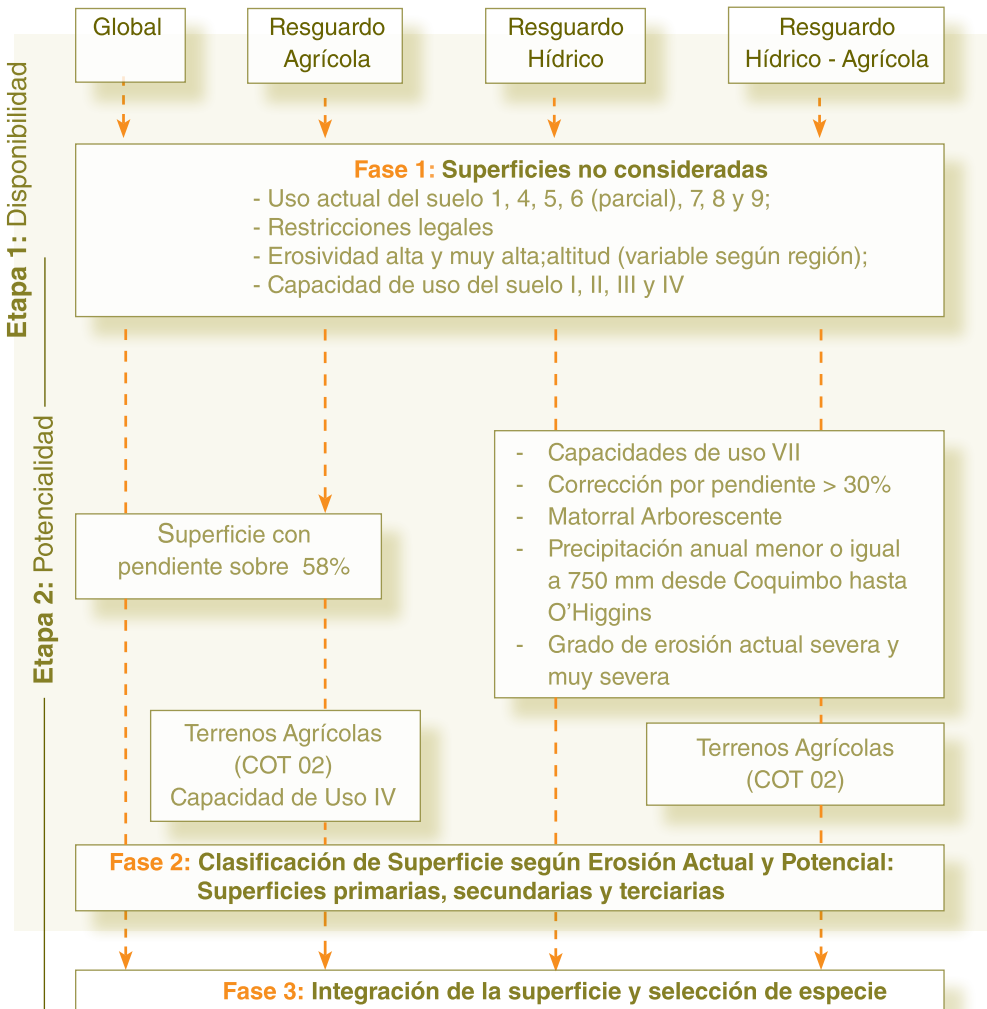 Global
Resguardo
Agrícola
Resguardo
Hídrico
Resguardo
Hídrico - Agrícola
Etapa 1: Disponibilidad
Fase 1: Superficies no consideradas
- Uso actual del suelo 1, 4, 5, 6 (parcial), 7, 8 y 9;
- Restricciones legales
- Erosividad alta y muy alta;altitud (variable según región);
- Capacidad de uso del suelo I, II, III y IV
Etapa 2: Potencialidad
Superficie con
pendiente sobre 58%
- Capacidades de uso VII
- Corrección por pendiente > 30%
- Matorral Arborescente
- Precipitación anual menor o igual
a 750 mm desde Coquimbo hasta
O’Higgins
- Grado de erosión actual severa y
muy severa
Terrenos Agrícolas
(COT 02)
Capacidad de Uso IV
Terrenos Agrícolas
(COT 02)
Fase 2: Clasificación de Superficie según Erosión Actual y Potencial:
Superficies primarias, secundarias y terciarias
Fase 3: Integración de la superficie y selección de especie